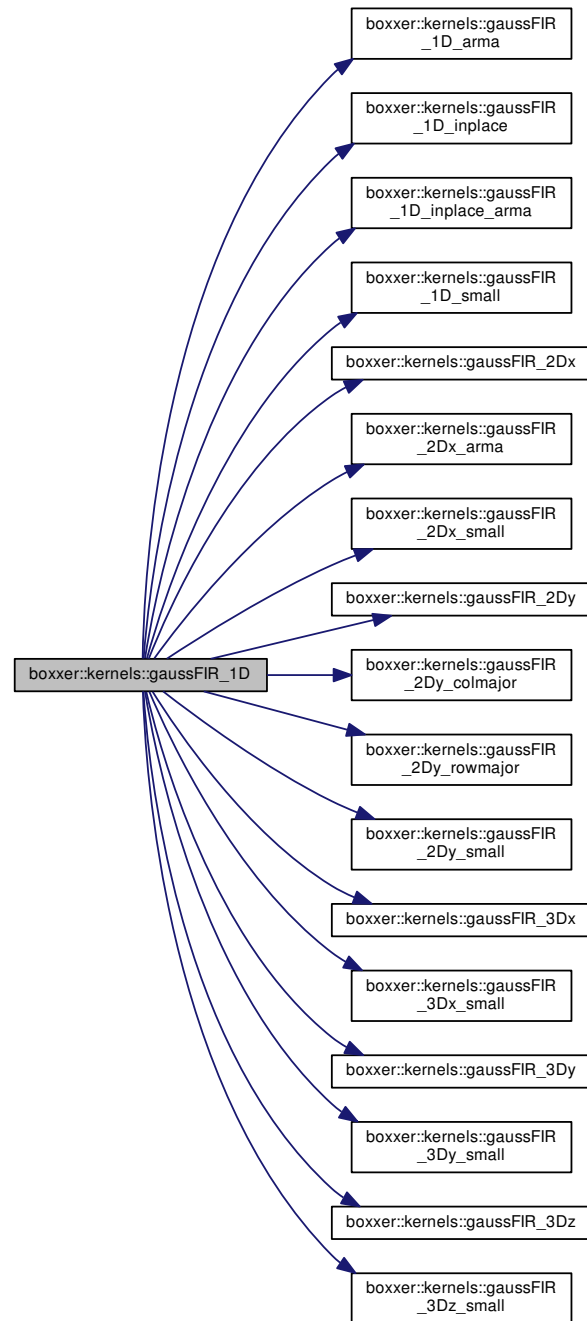 boxxer::kernels::gaussFIR
_1D_arma
boxxer::kernels::gaussFIR
_1D_inplace
boxxer::kernels::gaussFIR
_1D_inplace_arma
boxxer::kernels::gaussFIR
_1D_small
boxxer::kernels::gaussFIR_2Dx
boxxer::kernels::gaussFIR
_2Dx_arma
boxxer::kernels::gaussFIR
_2Dx_small
boxxer::kernels::gaussFIR_2Dy
boxxer::kernels::gaussFIR_1D
boxxer::kernels::gaussFIR
_2Dy_colmajor
boxxer::kernels::gaussFIR
_2Dy_rowmajor
boxxer::kernels::gaussFIR
_2Dy_small
boxxer::kernels::gaussFIR_3Dx
boxxer::kernels::gaussFIR
_3Dx_small
boxxer::kernels::gaussFIR_3Dy
boxxer::kernels::gaussFIR
_3Dy_small
boxxer::kernels::gaussFIR_3Dz
boxxer::kernels::gaussFIR
_3Dz_small